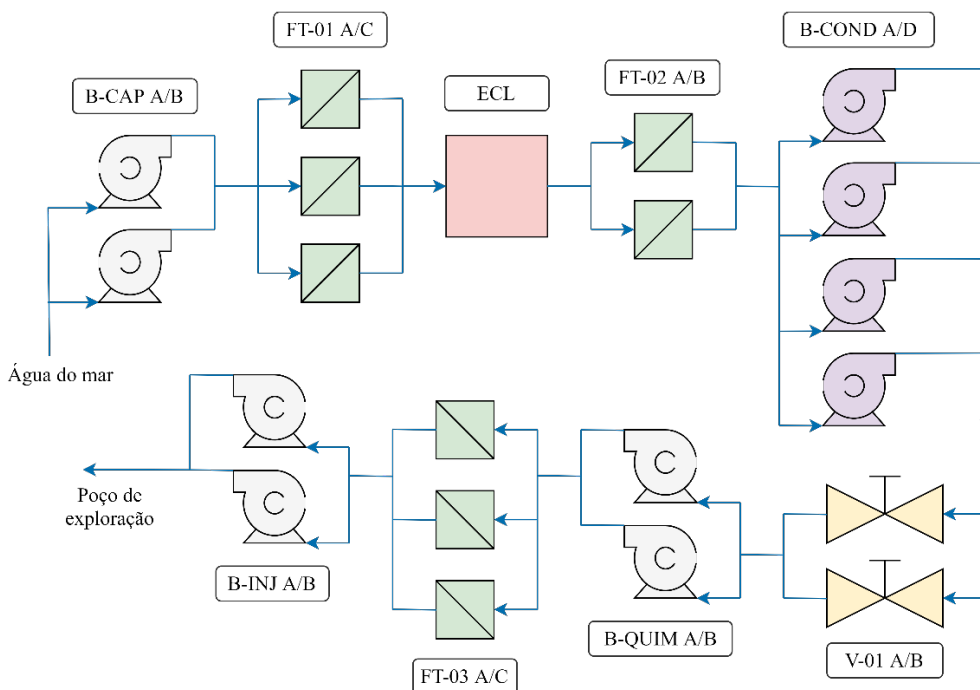 FT-01 A/C
B-COND A/D
B-CAP A/B
ECL
FT-02 A/B
Água do mar
Poço de
exploração
B-INJ A/B
B-QUIM A/B
V-01 A/B
FT-03 A/C